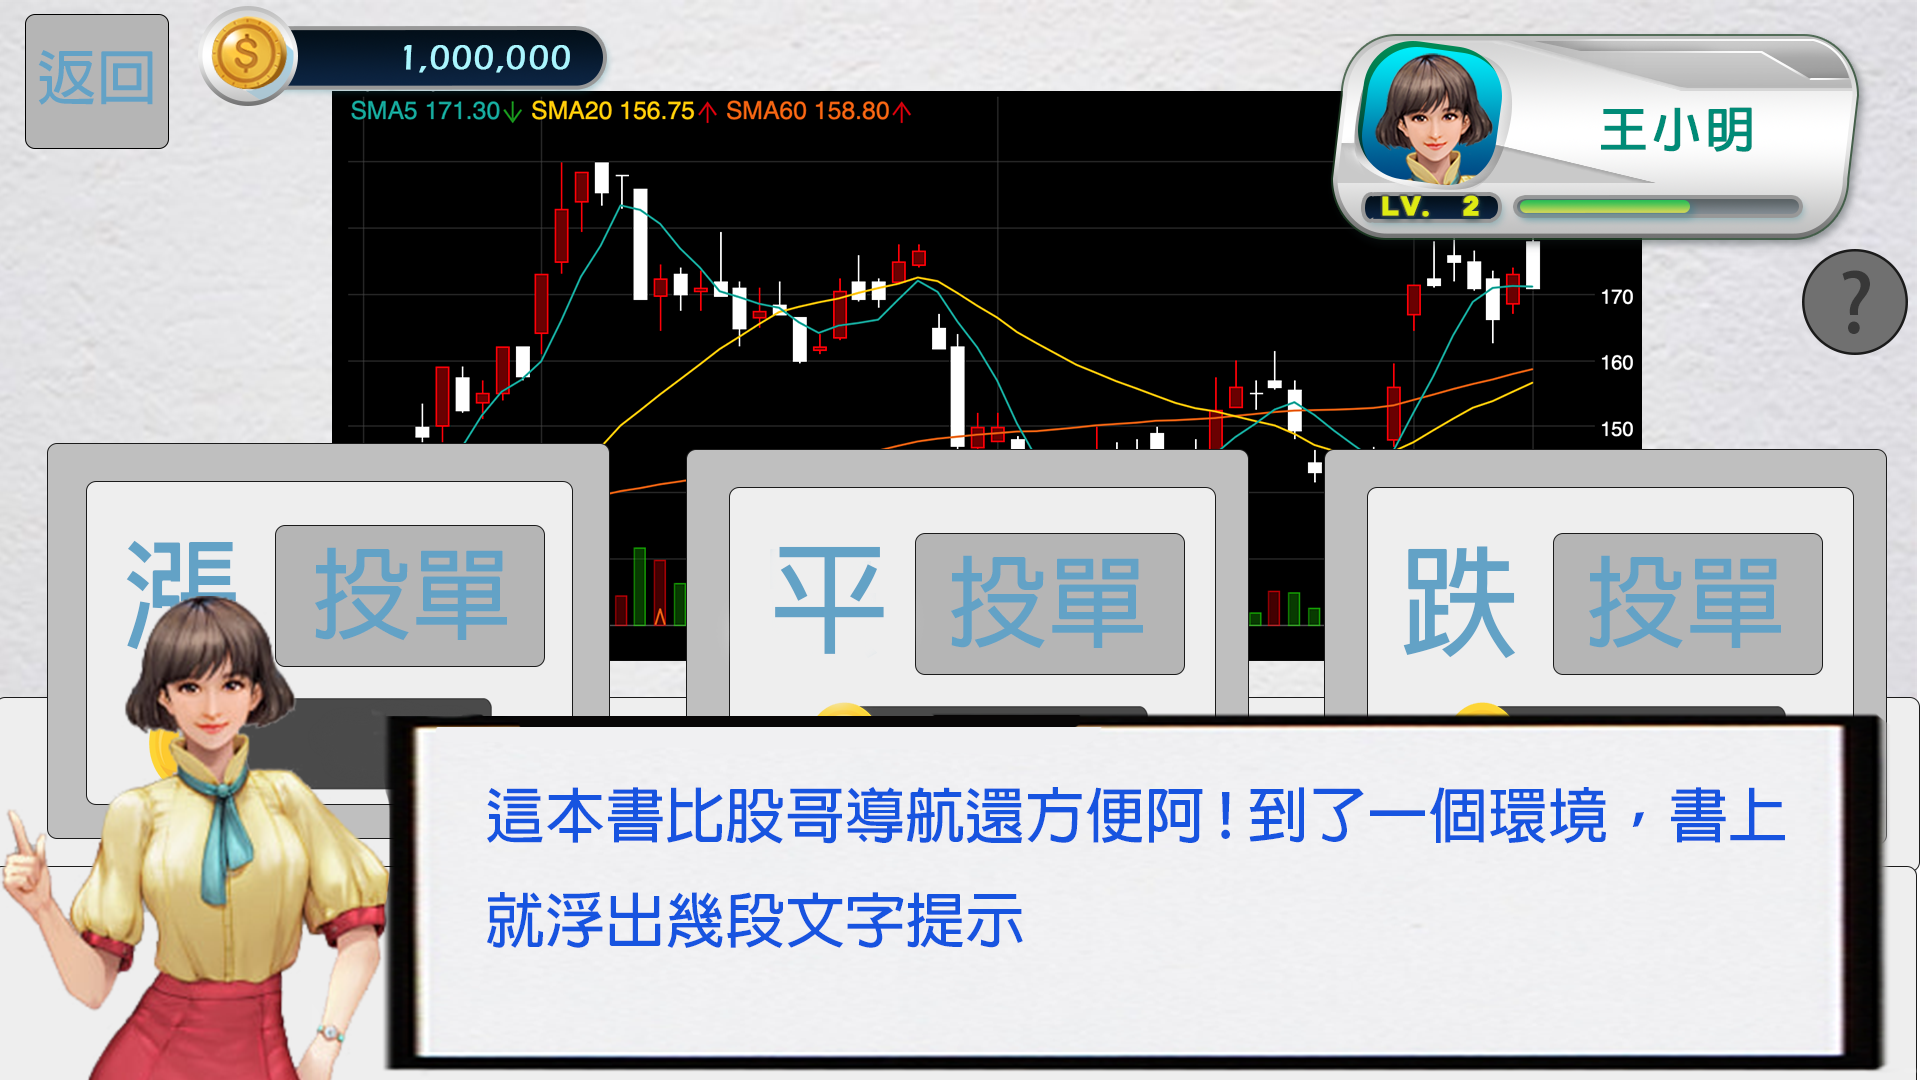 返回
1,000,000
SMA5 171.30↓ SMA20 156.75↑ SMA60 158.80↑
王小明
LV. 2
?
170
160
150
漲 投單
平 投單
跌 投單
這本書比股哥導航還方便阿!到了一個環境,書上
就浮出幾段文字提示